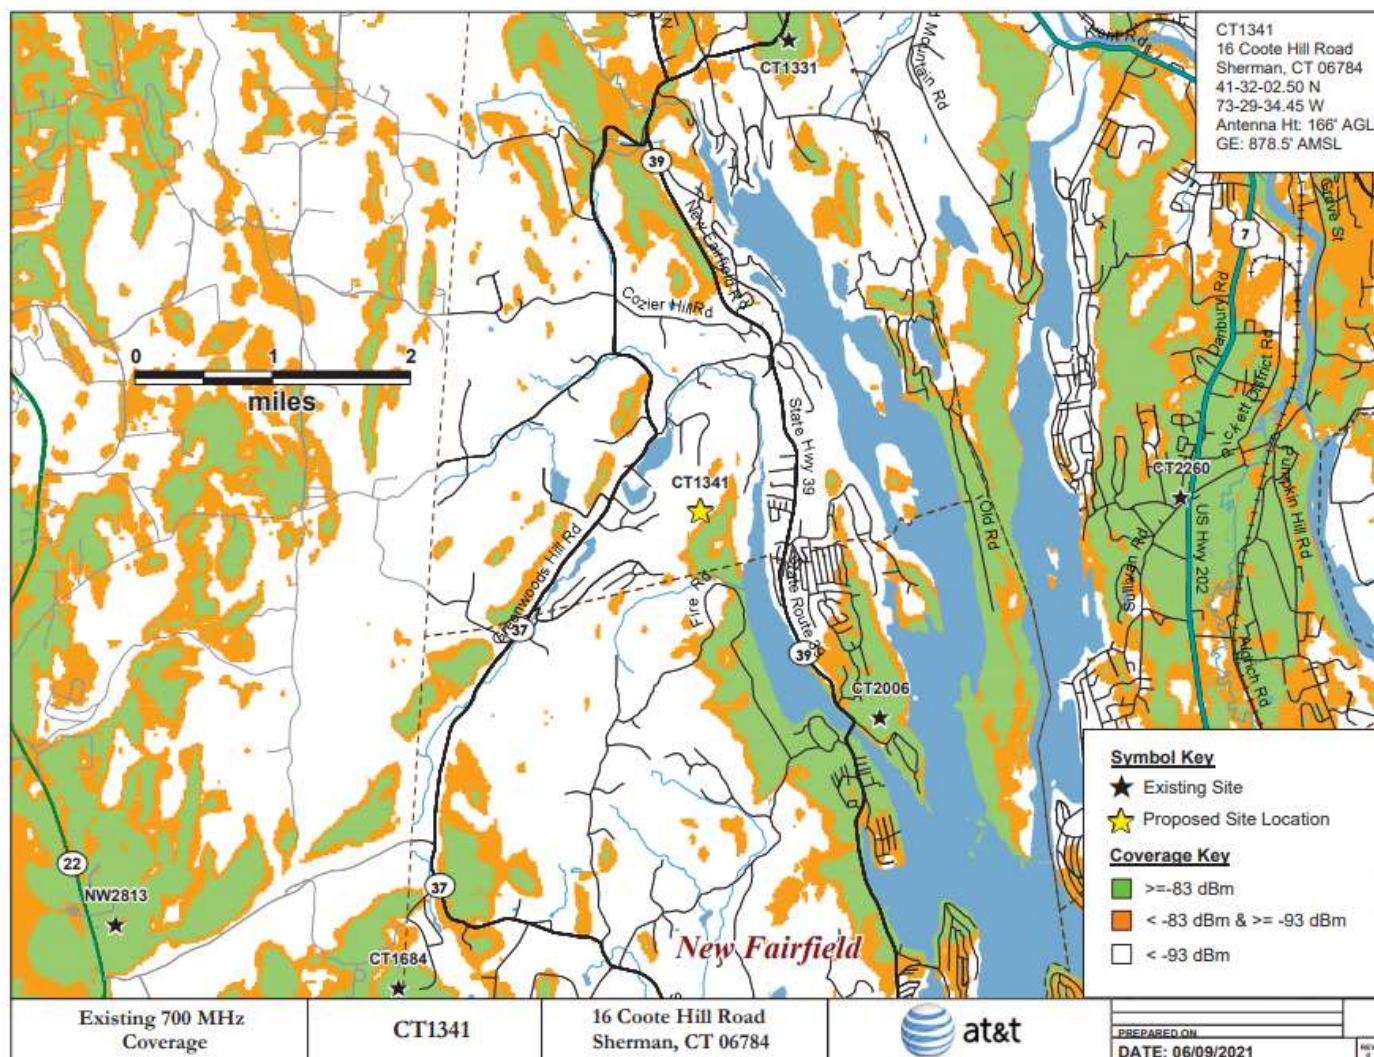 CT1341
16 Coote Hill Road
Sherman, CT 06784
41-32-02.50 N
73-29-34.45 W
Antenna Ht: 166' AGL
GE: 878.5' AMSL
CT1331
Mountain Rd
Kent Rd
Grove St
39
7
New Fairfield Rd
Danbury Rd
Cozier Hill Rd
0 1 2
miles
Pickett District Rd
State Hwy 39
CT1341
CT2260
Pumpkin Hill Rd
Old Rd
US Hwy 202
Sullivan Rd
Greenwoods Hill Rd
Fire Rd
State Route 39
37
39
Aldrich Rd
CT2006
Symbol Key
Existing Site
Proposed Site Location
Coverage Key
>=-83 dBm
< -83 dBm & >= -93 dBm
< -93 dBm
22
37
NW2813
New Fairfield
CT1684
Existing 700 MHz
Coverage
CT1341
16 Coote Hill Road
Sherman, CT 06784
at&t
PREPARED ON
DATE: 06/09/2021
REV